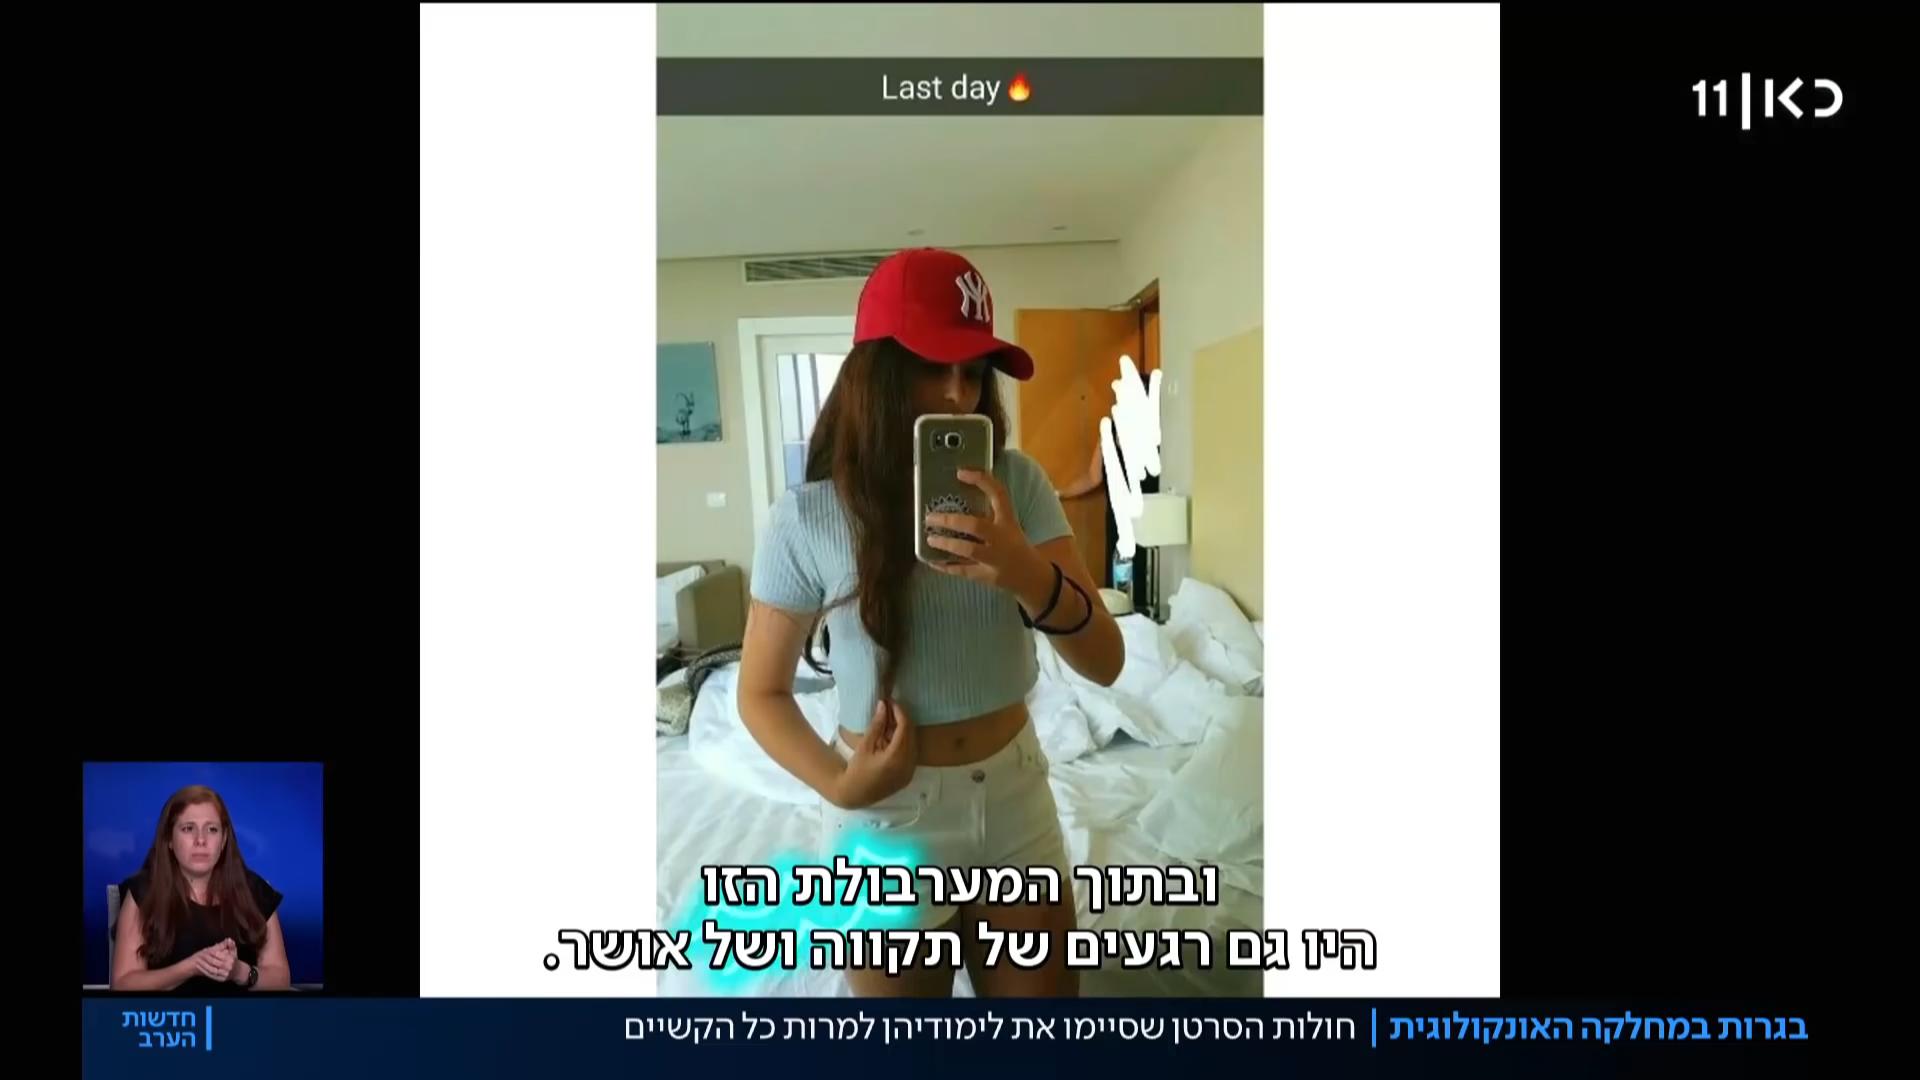 Last day🔥
כאן 11
NY
ובתוך המערבולת הזו
היו גם רגעים של תקווה ושל אושר.
בגרות במחלקה האונקולוגית | חולות הסרטן שסיימו את לימודיהן למרות כל הקשיים
חדשות
הערב